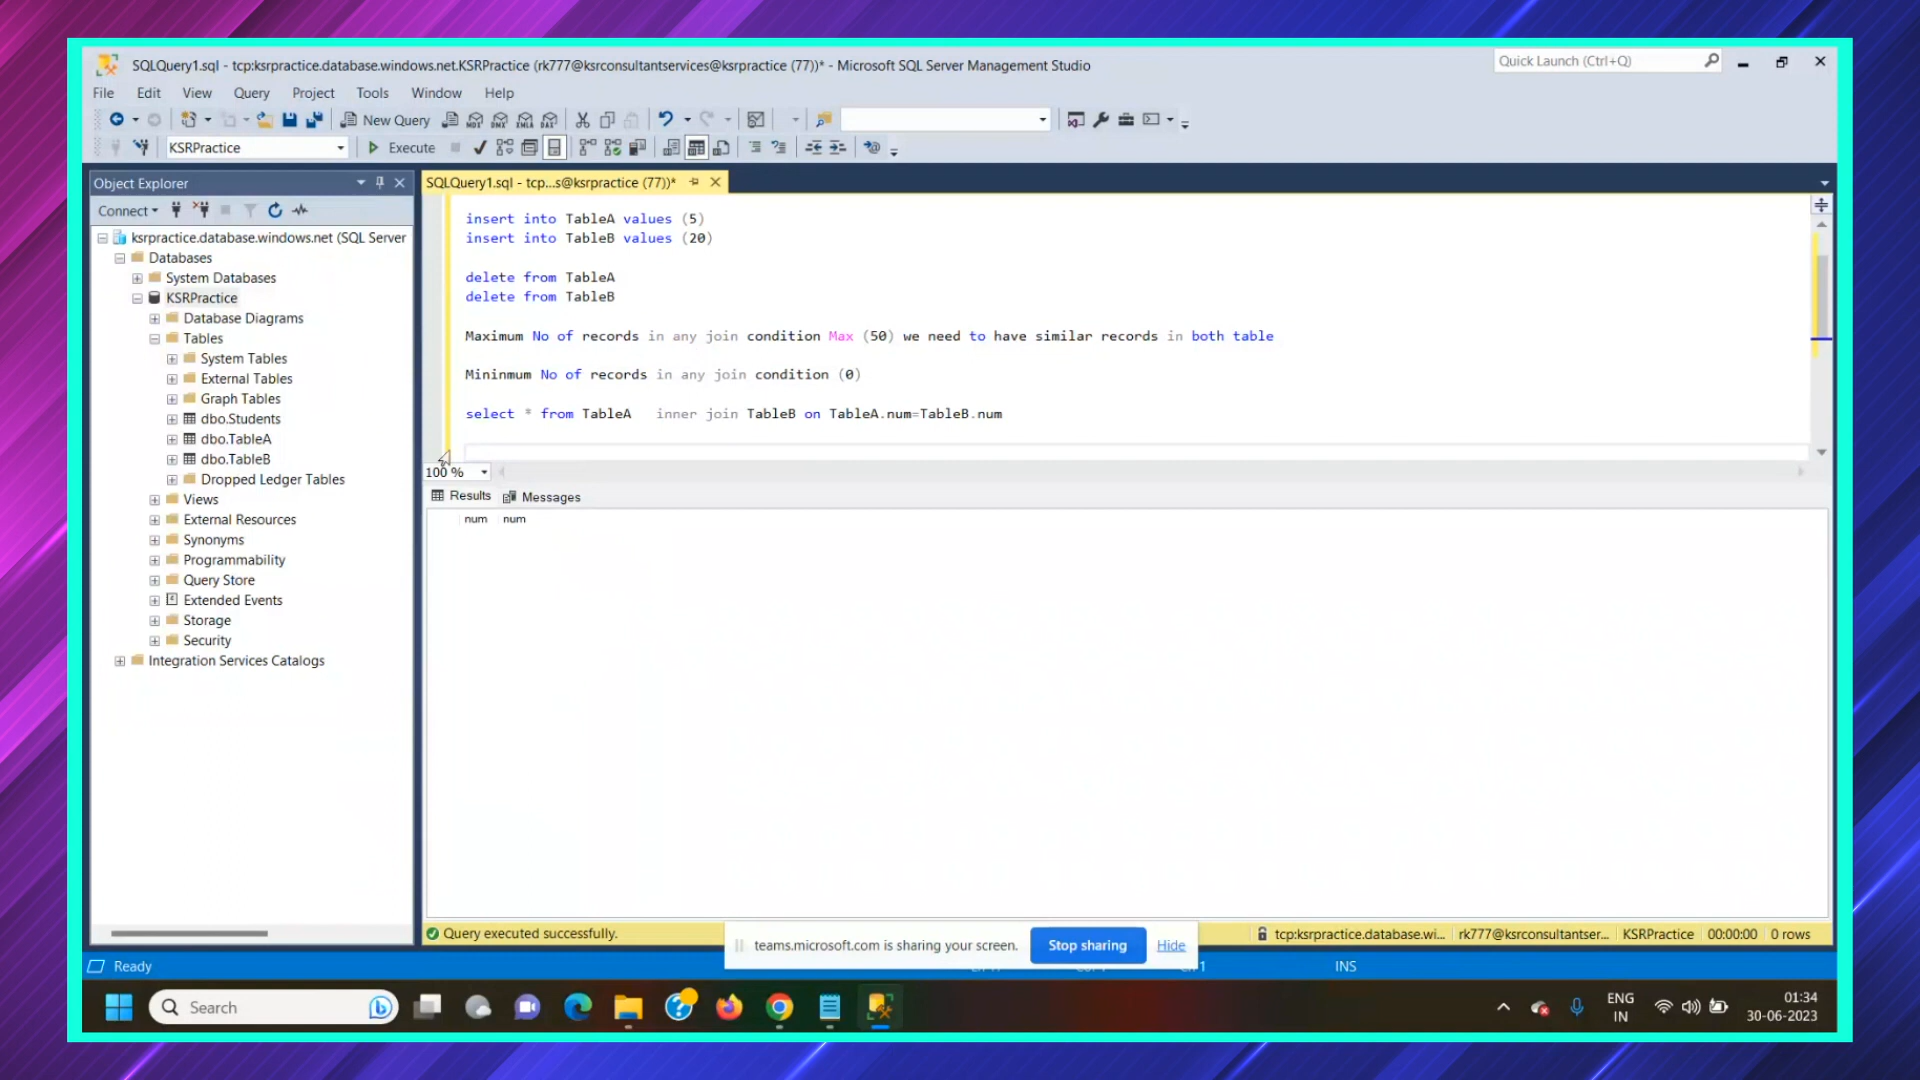 SQLQuery1.sql - tcp:ksrpractice.database.windows.net.KSRPractice (rk777@ksrconsultantservices@ksrpractice (77))* - Microsoft SQL Server Management Studio
Quick Launch (Ctrl+Q)
File Edit View Query Project Tools Window Help
New Query
KSRPractice Execute
Object Explorer
SQLQuery1.sql - tcp...s@ksrpractice (77))*
Connect
ksrpractice.database.windows.net (SQL Server
Databases
System Databases
KSRPractice
Database Diagrams
Tables
System Tables
External Tables
Graph Tables
dbo.Students
dbo.TableA
dbo.TableB
Dropped Ledger Tables
Views
External Resources
Synonyms
Programmability
Query Store
Extended Events
Storage
Security
Integration Services Catalogs
insert into TableA values (5)
insert into TableB values (20)
delete from TableA
delete from TableB
Maximum No of records in any join condition Max (50) we need to have similar records in both table
Mininmum No of records in any join condition (0)
select * from TableA inner join TableB on TableA.num=TableB.num
100 %
Results Messages
num num
Query executed successfully.
tcp:ksrpractice.database.wi... rk777@ksrconsultantser... KSRPractice 00:00:00 0 rows
teams.microsoft.com is sharing your screen. Stop sharing Hide
Ready
INS
Search
ENG
IN
01:34
30-06-2023